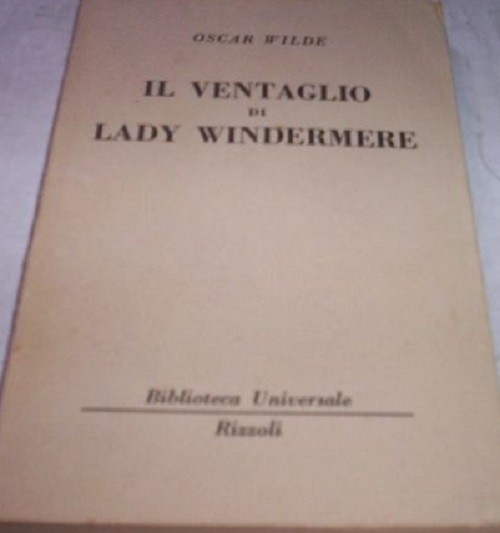 OSCAR WILDE
IL VENTAGLIO
DI
LADY WINDERMERE
Biblioteca Universale
Rizzoli